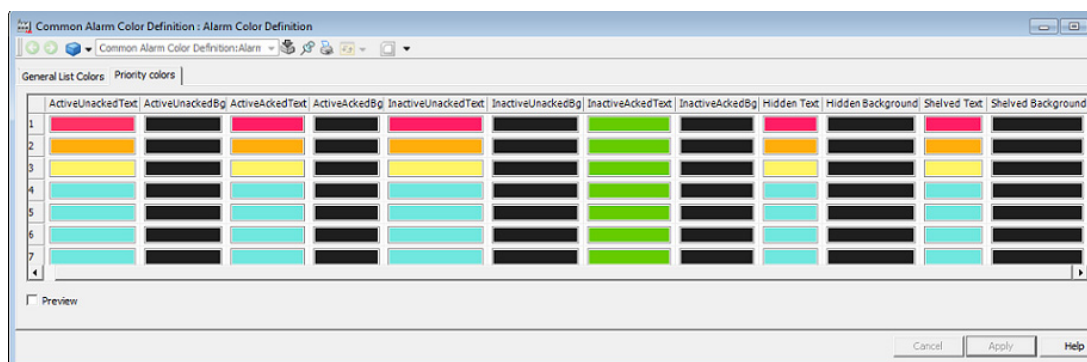 Common Alarm Color Definition : Alarm Color Definition
Common Alarm Color Definition:Alarn
General List Colors Priority colors
ActiveUnackedText ActiveUnackedBg ActiveAckedText ActiveAckedBg InactiveUnackedText InactiveUnackedBg InactiveAckedText InactiveAckedBg Hidden Text Hidden Background Shelved Text Shelved Background
1
2
3
4
5
6
7
Preview
Cancel Apply Help